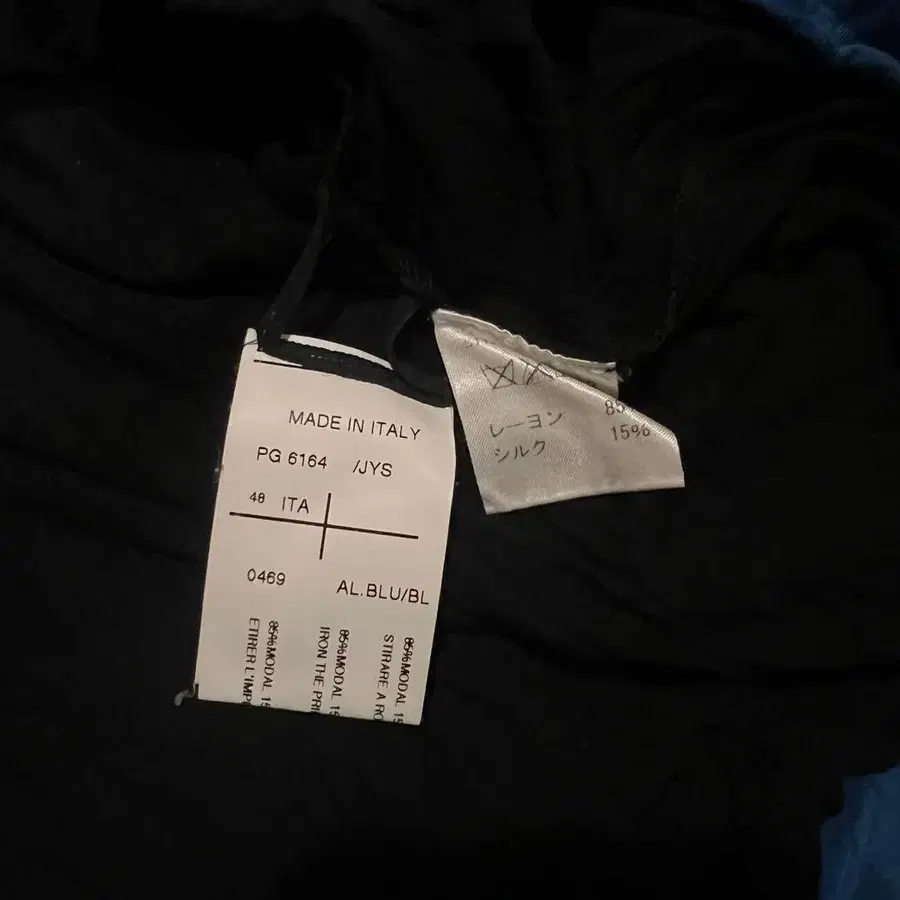 MADE IN ITALY
PG 6164 /JYS
48 ITA
0469 AL.BLU/BL
85%MODAL 15
STIRARE A RO
85%MODAL 15
IRON THE PRI
85%MODAL 15
ETIRER L'IMP
レーヨン 85
シルク 15%